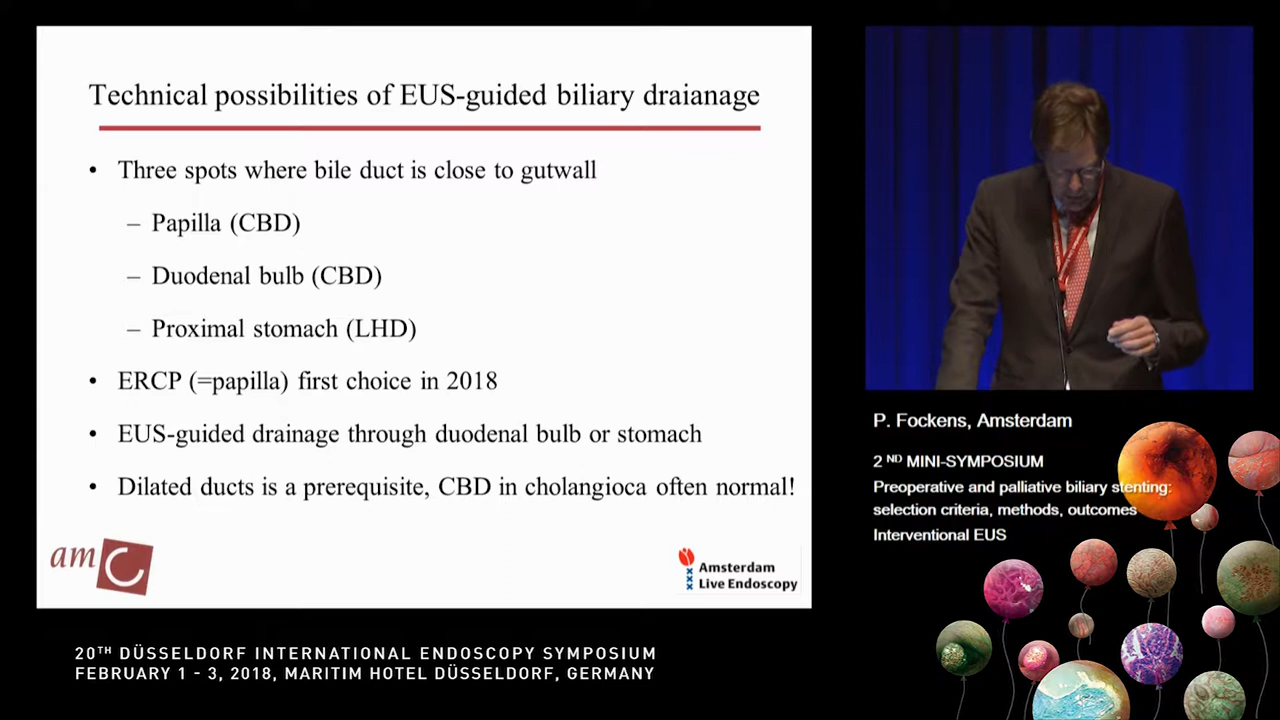 Technical possibilities of EUS-guided biliary draianage
• Three spots where bile duct is close to gutwall
– Papilla (CBD)
– Duodenal bulb (CBD)
– Proximal stomach (LHD)
• ERCP (=papilla) first choice in 2018
• EUS-guided drainage through duodenal bulb or stomach
• Dilated ducts is a prerequisite, CBD in cholangioca often normal!
amC
Amsterdam
Live Endoscopy
P. Fockens, Amsterdam
2 ND MINI-SYMPOSIUM
Preoperative and palliative biliary stenting:
selection criteria, methods, outcomes
Interventional EUS
20TH DÜSSELDORF INTERNATIONAL ENDOSCOPY SYMPOSIUM
FEBRUARY 1 - 3, 2018, MARITIM HOTEL DÜSSELDORF, GERMANY